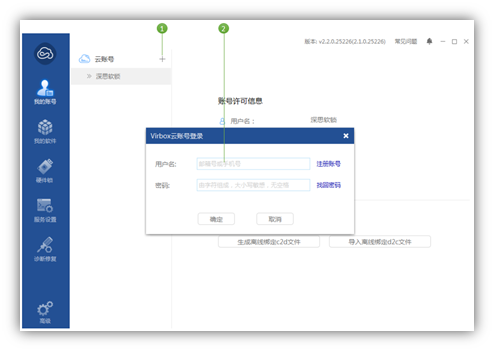 1
2
版本: v2.2.0.25226(2.1.0.25226)
常见问题
云账号
深思软锁
我的账号
我的软件
硬件锁
服务设置
诊断修复
高级
账号许可信息
用户名：
深思软锁
Virbox云账号登录
用户名:
邮箱号或手机号
注册账号
密码:
由字符组成，大小写敏感，无空格
找回密码
确定
取消
生成离线绑定c2d文件
导入离线绑定d2c文件